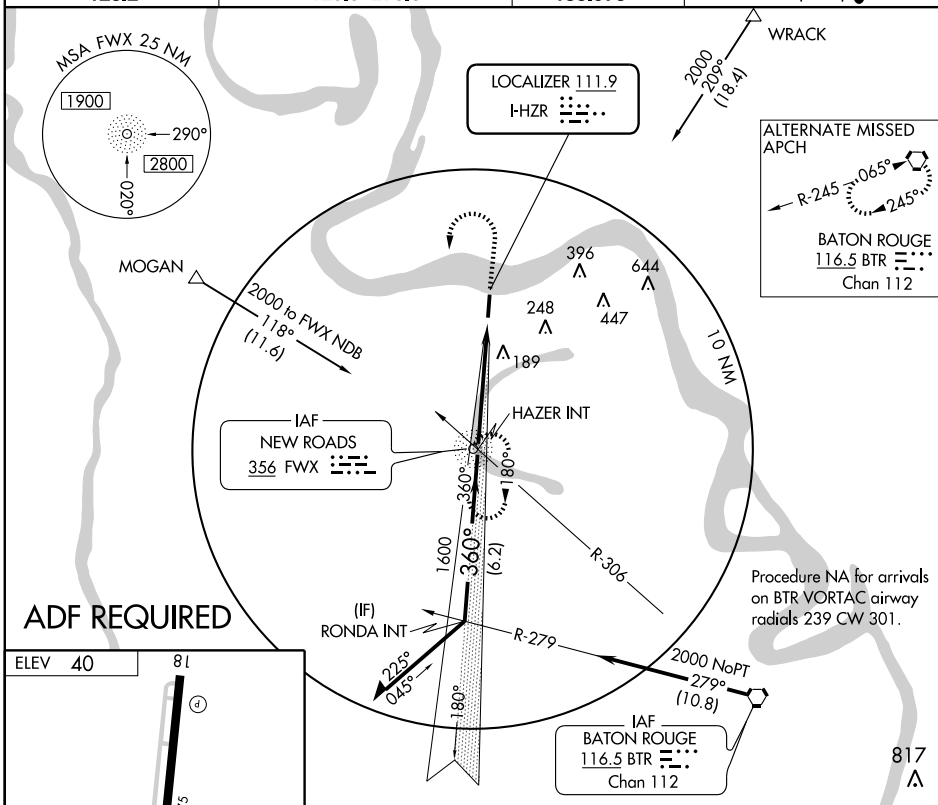 MSA FWX 25 NM
1900
290°
2800
020°
LOCALIZER 111.9
I-HZR
WRACK
2000
209°
(18.4)
ALTERNATE MISSED
APCH
R-245
065°
245°
BATON ROUGE
116.5 BTR
Chan 112
MOGAN
2000 to FWX NDB
118°
(11.6)
396
644
248
447
189
10 NM
IAF
NEW ROADS
356 FWX
HAZER INT
180°
360°
1600
360°
(6.2)
R-306
Procedure NA for arrivals
on BTR VORTAC airway
radials 239 CW 301.
ADF REQUIRED
(IF)
RONDA INT
R-279
2000 NoPT
279°
(10.8)
225°
045°
180°
IAF
BATON ROUGE
116.5 BTR
Chan 112
817
ELEV 40
18
P